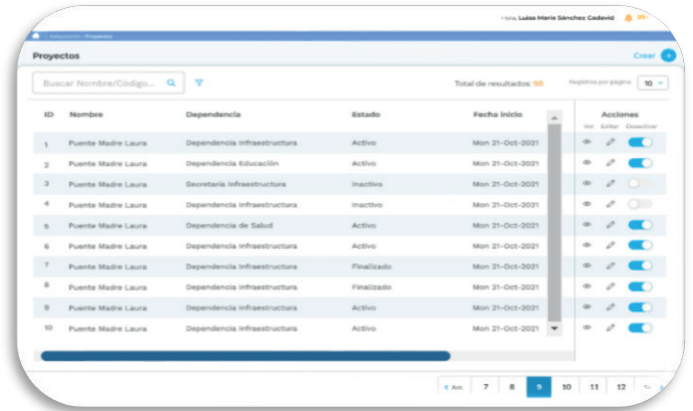 Hola, Luisa María Sánchez Cadavid
Proyectos
Proyectos
Crear +
Buscar Nombre/Código...
Total de resultados: 98
Registros por página 10
ID Nombre Dependencia Estado Fecha inicio Acciones
Ver Editar Desactivar
1 Puente Madre Laura Dependencia Infraestructura Activo Mon 21-Oct-2021
2 Puente Madre Laura Dependencia Educación Activo Mon 21-Oct-2021
3 Puente Madre Laura Secretaría Infraestructura Inactivo Mon 21-Oct-2021
4 Puente Madre Laura Dependencia Infraestructura Inactivo Mon 21-Oct-2021
5 Puente Madre Laura Dependencia de Salud Activo Mon 21-Oct-2021
6 Puente Madre Laura Dependencia Infraestructura Activo Mon 21-Oct-2021
7 Puente Madre Laura Dependencia Infraestructura Finalizado Mon 21-Oct-2021
8 Puente Madre Laura Dependencia Infraestructura Finalizado Mon 21-Oct-2021
9 Puente Madre Laura Dependencia Infraestructura Activo Mon 21-Oct-2021
10 Puente Madre Laura Dependencia Infraestructura Activo Mon 21-Oct-2021
< Ant. 7 8 9 10 11 12